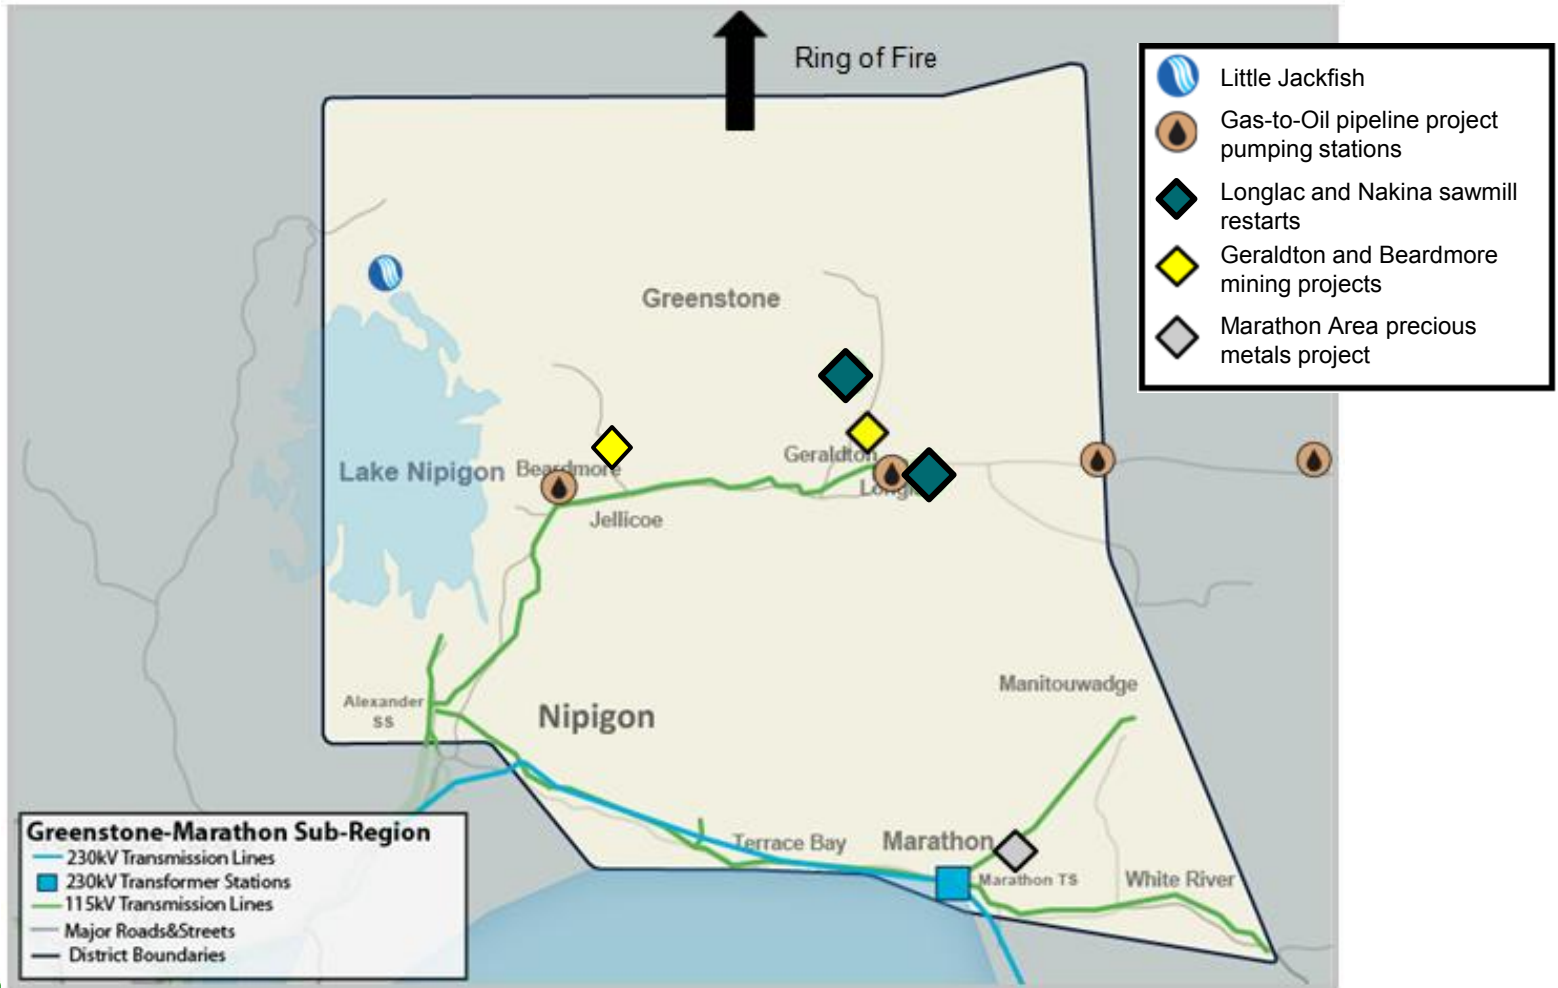 Ring of Fire
Little Jackfish
Gas-to-Oil pipeline project
pumping stations
Longlac and Nakina sawmill
restarts
Geraldton and Beardmore
mining projects
Marathon Area precious
metals project
Greenstone
Geraldton
Lake Nipigon
Beardmore
Jellicoe
Manitouwadge
Alexander
SS
Nipigon
Terrace Bay
Marathon
Marathon TS
White River
Greenstone-Marathon Sub-Region
230kV Transmission Lines
230kV Transformer Stations
115kV Transmission Lines
Major Roads&Streets
District Boundaries